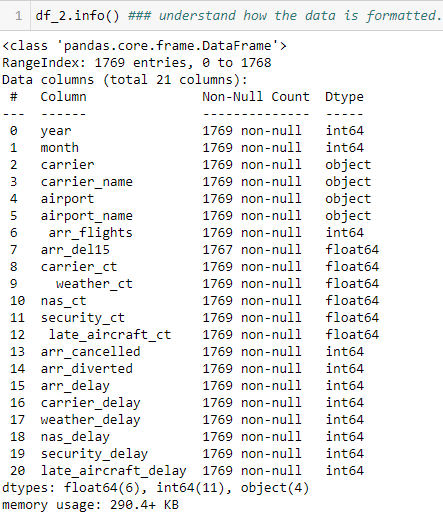 1 df_2.info() ### understand how the data is formatted.
<class 'pandas.core.frame.DataFrame'>
RangeIndex: 1769 entries, 0 to 1768
Data columns (total 21 columns):
 #   Column               Non-Null Count  Dtype
---  ------               --------------  -----
 0   year                 1769 non-null   int64
 1   month                1769 non-null   int64
 2   carrier              1769 non-null   object
 3   carrier_name         1769 non-null   object
 4   airport              1769 non-null   object
 5   airport_name         1769 non-null   object
 6    arr_flights         1769 non-null   int64
 7   arr_del15            1767 non-null   float64
 8   carrier_ct           1769 non-null   float64
 9     weather_ct         1769 non-null   float64
 10  nas_ct               1769 non-null   float64
 11  security_ct          1769 non-null   float64
 12   late_aircraft_ct    1769 non-null   float64
 13  arr_cancelled        1769 non-null   int64
 14  arr_diverted         1769 non-null   int64
 15  arr_delay            1769 non-null   int64
 16  carrier_delay        1769 non-null   int64
 17  weather_delay        1769 non-null   int64
 18  nas_delay            1769 non-null   int64
 19  security_delay       1769 non-null   int64
 20  late_aircraft_delay  1769 non-null   int64
dtypes: float64(6), int64(11), object(4)
memory usage: 290.4+ KB